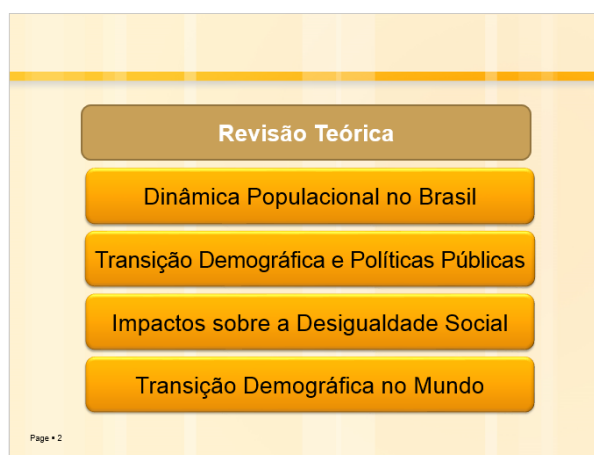 Revisão Teórica
Dinâmica Populacional no Brasil
Transição Demográfica e Políticas Públicas
Impactos sobre a Desigualdade Social
Transição Demográfica no Mundo
Page ▪ 2